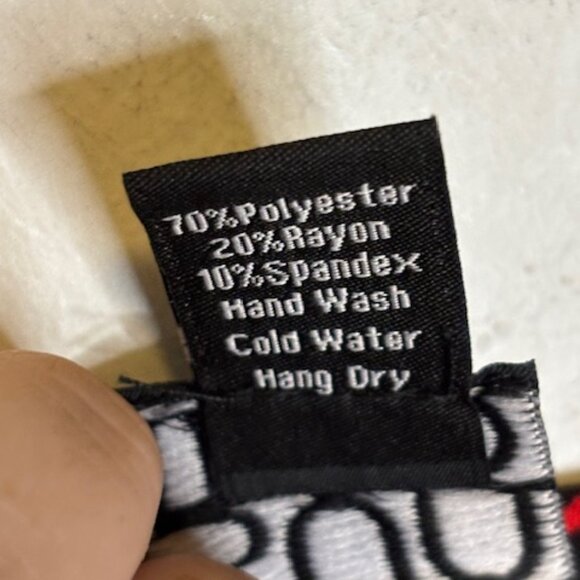 70%Polyester
20%Rayon
10%Spandex
Hand Wash
Cold Water
Hang Dry